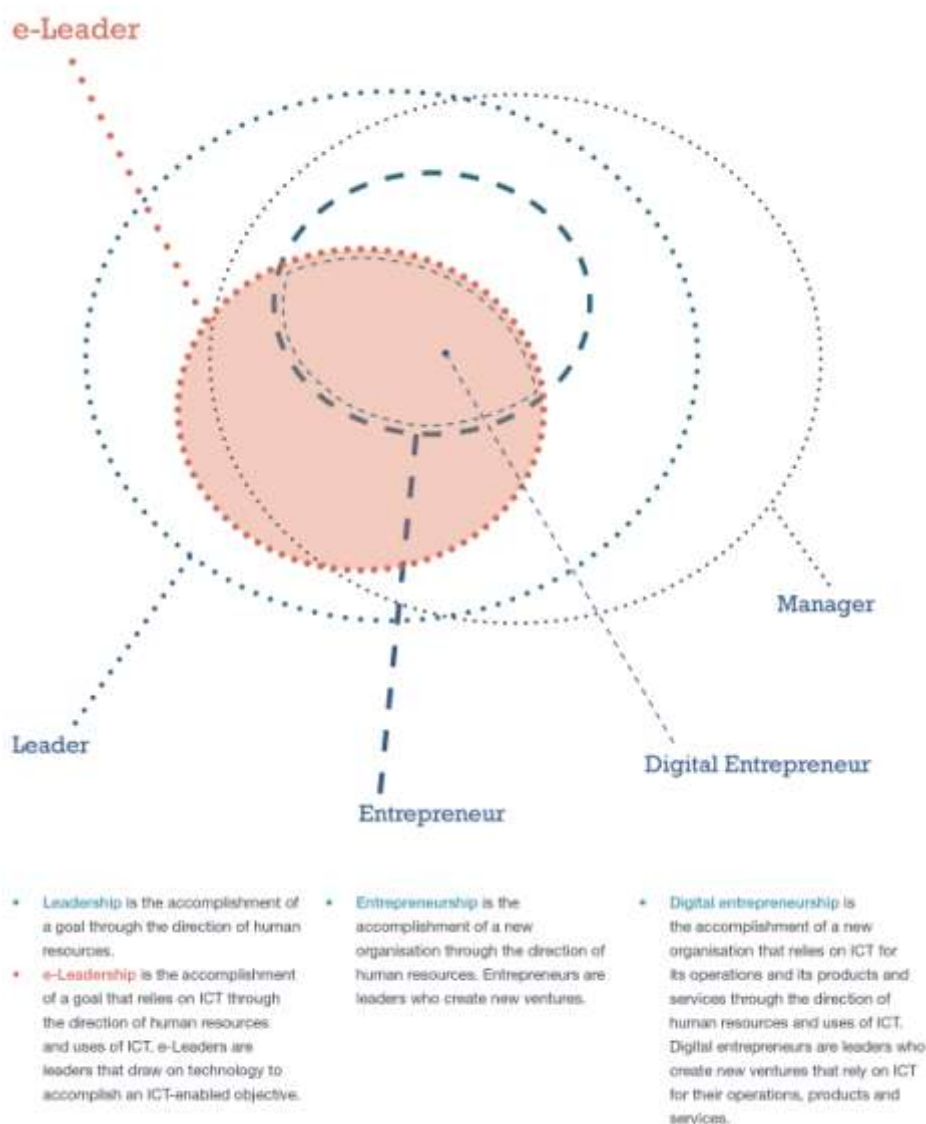 e-Leader
Manager
Leader
Digital Entrepreneur
Entrepreneur
• Leadership is the accomplishment of
a goal through the direction of human
resources.
• e-Leadership is the accomplishment
of a goal that relies on ICT through
the direction of human resources
and uses of ICT. e-Leaders are
leaders that draw on technology to
accomplish an ICT-enabled objective.
• Entrepreneurship is the
accomplishment of a new
organisation through the direction of
human resources. Entrepreneurs are
leaders who create new ventures.
• Digital entrepreneurship is
the accomplishment of a new
organisation that relies on ICT for
its operations and its products and
services through the direction of
human resources and uses of ICT.
Digital entrepreneurs are leaders who
create new ventures that rely on ICT
for their operations, products and
services.